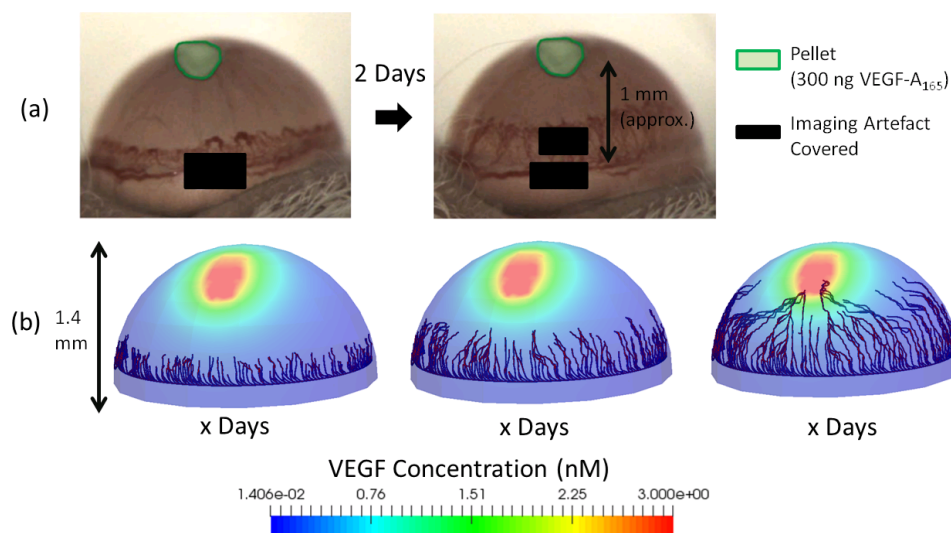 (a)
2 Days
1 mm
(approx.)
Pellet
(300 ng VEGF-A165)
Imaging Artefact
Covered
(b)
1.4
mm
x Days
x Days
x Days
VEGF Concentration (nM)
1.406e-02 0.76 1.51 2.25 3.000e+00